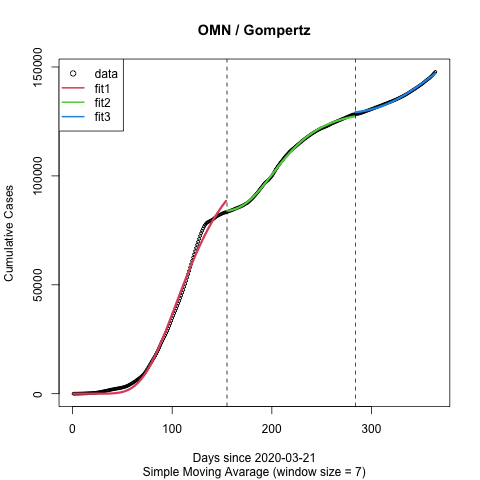 OMN / Gompertz
data
fit1
fit2
fit3
Cumulative Cases
0
50000
100000
150000
0
100
200
300
Days since 2020-03-21
Simple Moving Avarage (window size = 7)